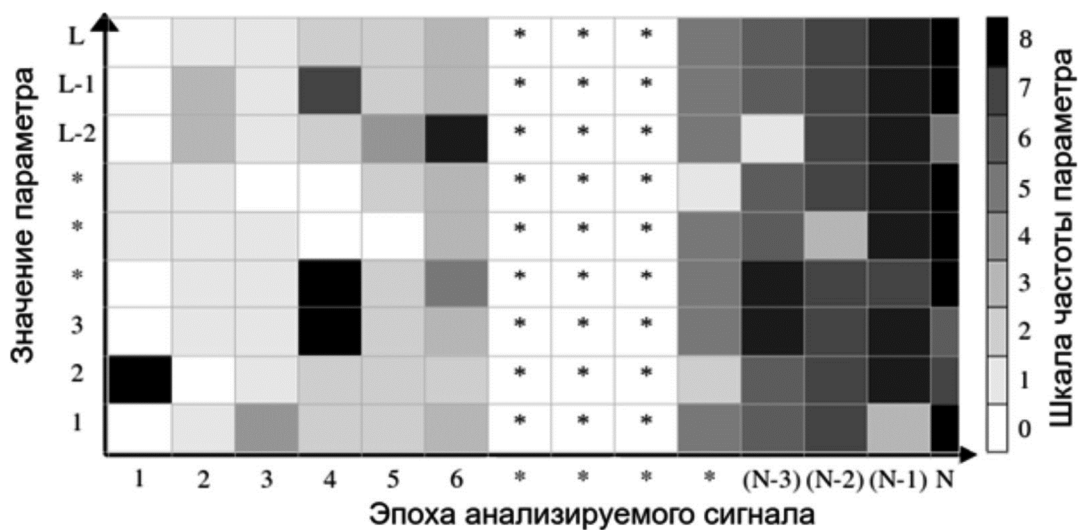 L * * * 8
L-1 * * * 7
L-2 * * * 6
* * * * 5
* * * * 4
* * * * 3
3 * * * 2
2 * * * 1
1 * * * 0
1 2 3 4 5 6 * * * * (N-3) (N-2) (N-1) N
Значение параметра
Эпоха анализируемого сигнала
Шкала частоты параметра